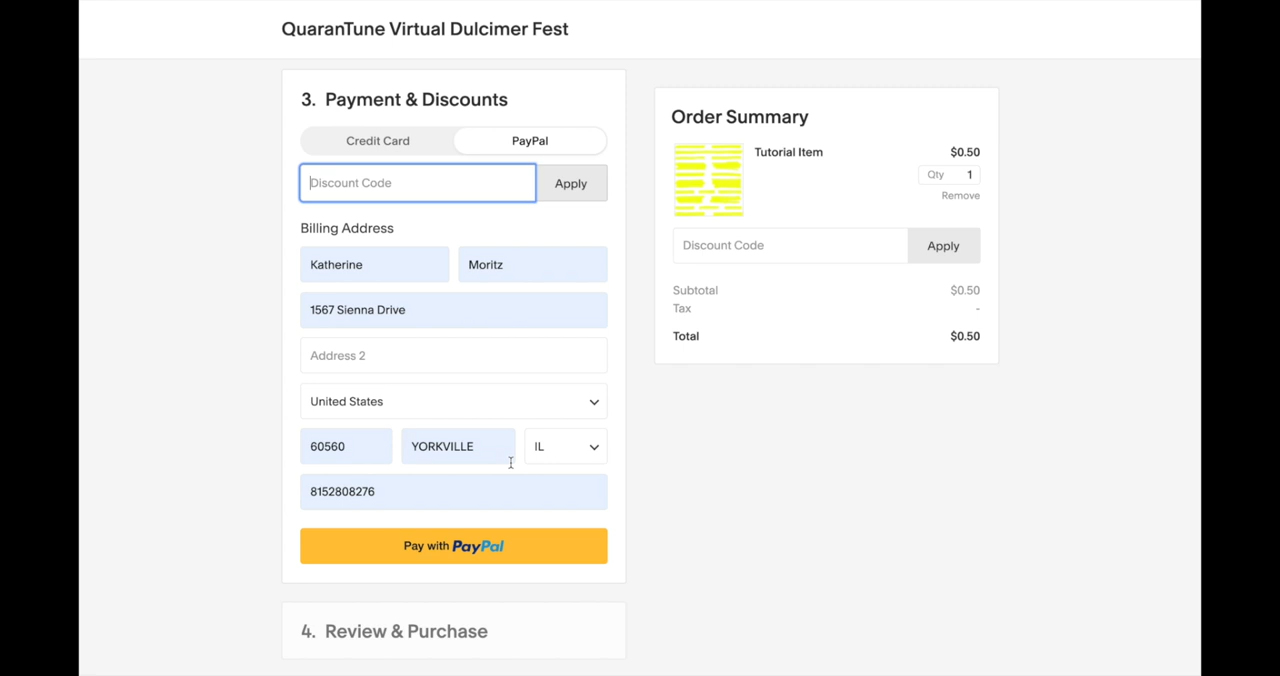 QuaranTune Virtual Dulcimer Fest
3. Payment & Discounts
Credit Card PayPal
Discount Code Apply
Billing Address
Katherine Moritz
1567 Sienna Drive
Address 2
United States
60560 YORKVILLE IL
8152808276
Pay with PayPal
4. Review & Purchase
Order Summary
Tutorial Item $0.50
Qty 1
Remove
Discount Code Apply
Subtotal $0.50
Tax -
Total $0.50